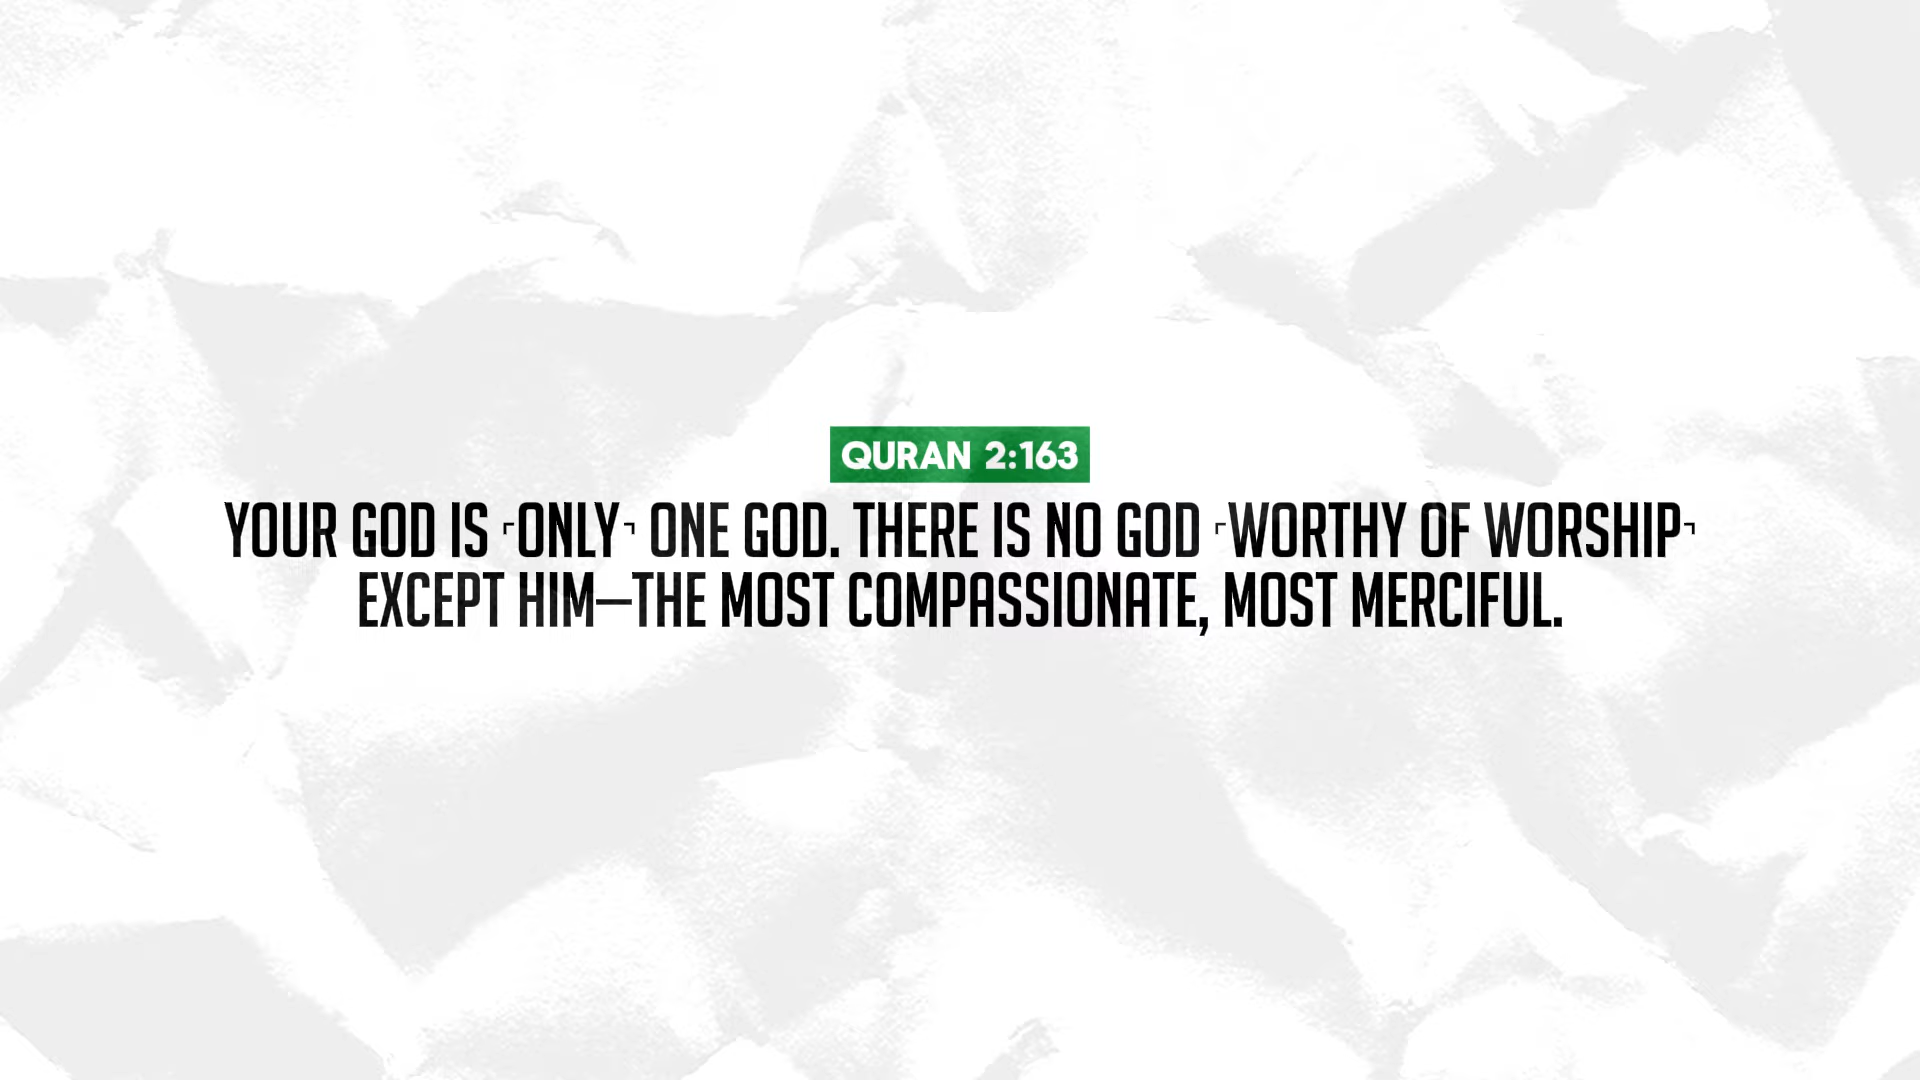 QURAN 2:163
YOUR GOD IS ⌜ONLY⌝ ONE GOD. THERE IS NO GOD ⌜WORTHY OF WORSHIP⌝
EXCEPT HIM—THE MOST COMPASSIONATE, MOST MERCIFUL.